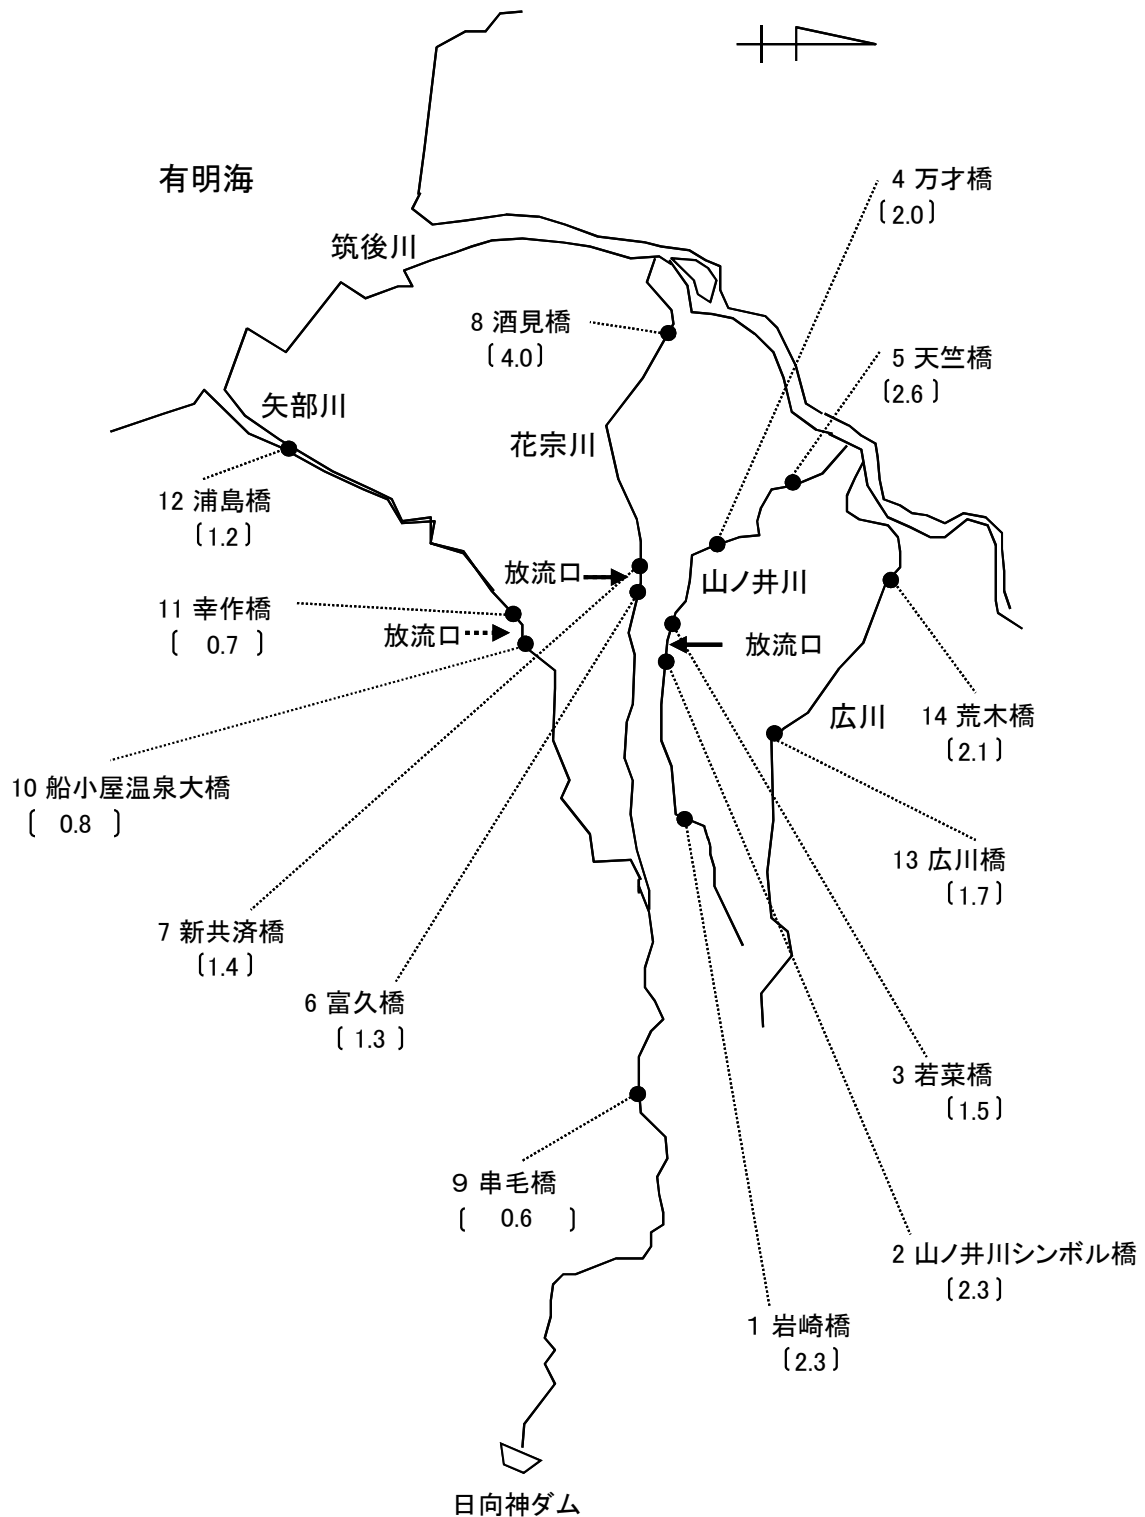 有明海
4 万才橋
〔2.0〕
筑後川
8 酒見橋
〔4.0〕
5 天竺橋
〔2.6〕
矢部川
花宗川
12 浦島橋
〔1.2〕
放流口
山ノ井川
11 幸作橋
〔 0.7 〕
放流口
放流口
広川
14 荒木橋
〔2.1〕
10 船小屋温泉大橋
〔 0.8 〕
13 広川橋
〔1.7〕
7 新共済橋
〔1.4〕
6 富久橋
〔 1.3 〕
3 若菜橋
〔1.5〕
9 串毛橋
〔 0.6 〕
2 山ノ井川シンボル橋
〔2.3〕
1 岩崎橋
〔2.3〕
日向神ダム